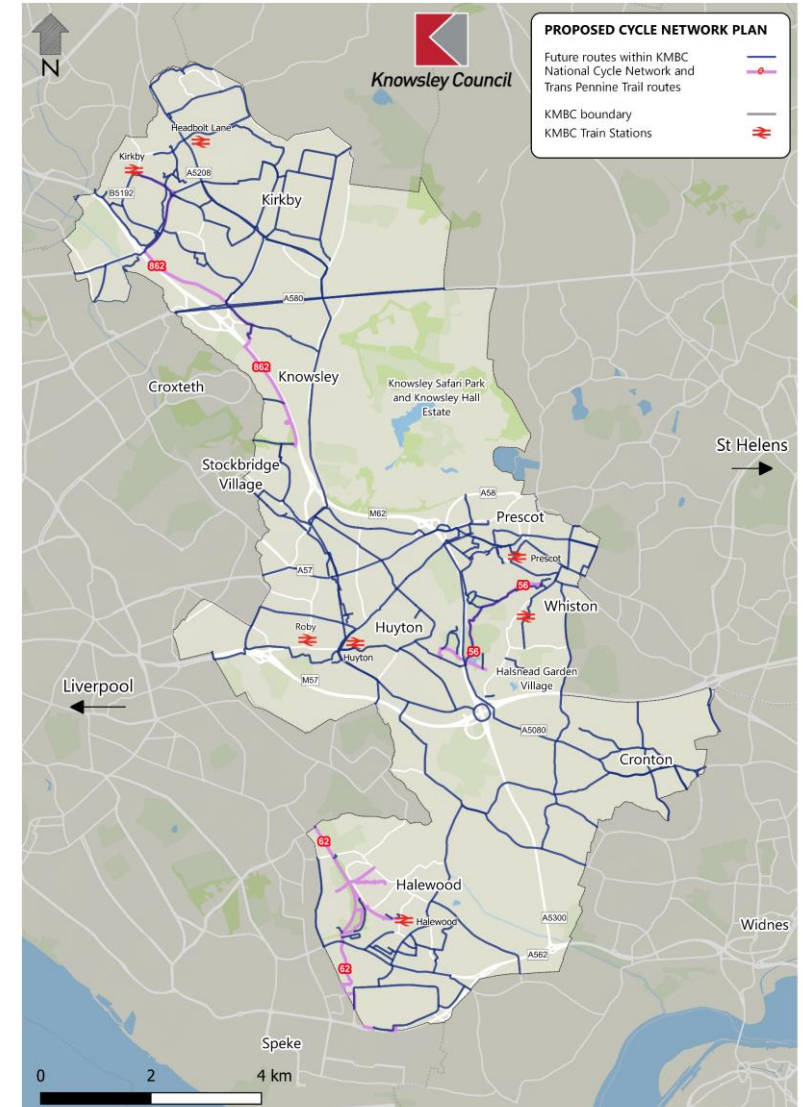 N
Knowsley Council
PROPOSED CYCLE NETWORK PLAN
Future routes within KMBC
National Cycle Network and
Trans Pennine Trail routes
KMBC boundary
KMBC Train Stations
Headbolt Lane
Kirkby
A5208
B5192
Kirkby
862
A580
862
Knowsley
Croxteth
Knowsley Safari Park
and Knowsley Hall
Estate
Stockbridge
Village
St Helens
A58
M62
Prescot
Prescot
A57
56
Whiston
Roby
Huyton
Huyton
56
Halsnead Garden
Village
M57
Liverpool
A5080
Cronton
62
Halewood
Halewood
A5300
Widnes
A562
62
Speke
0 2 4 km